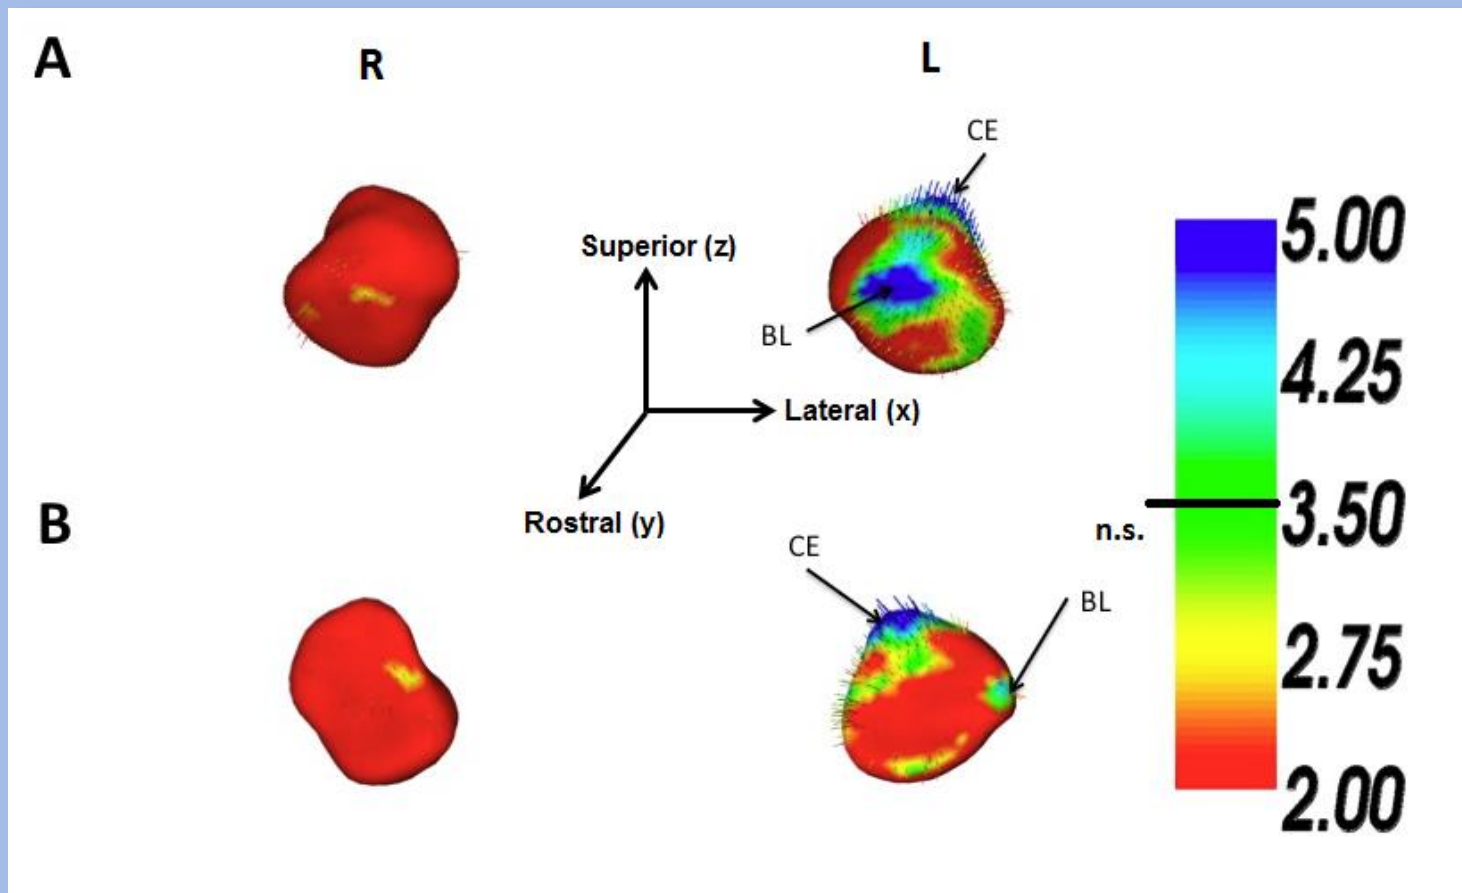 A
R
L
CE
Superior (z)
BL
Lateral (x)
Rostral (y)
B
CE
BL
n.s.
5.00
4.25
3.50
2.75
2.00